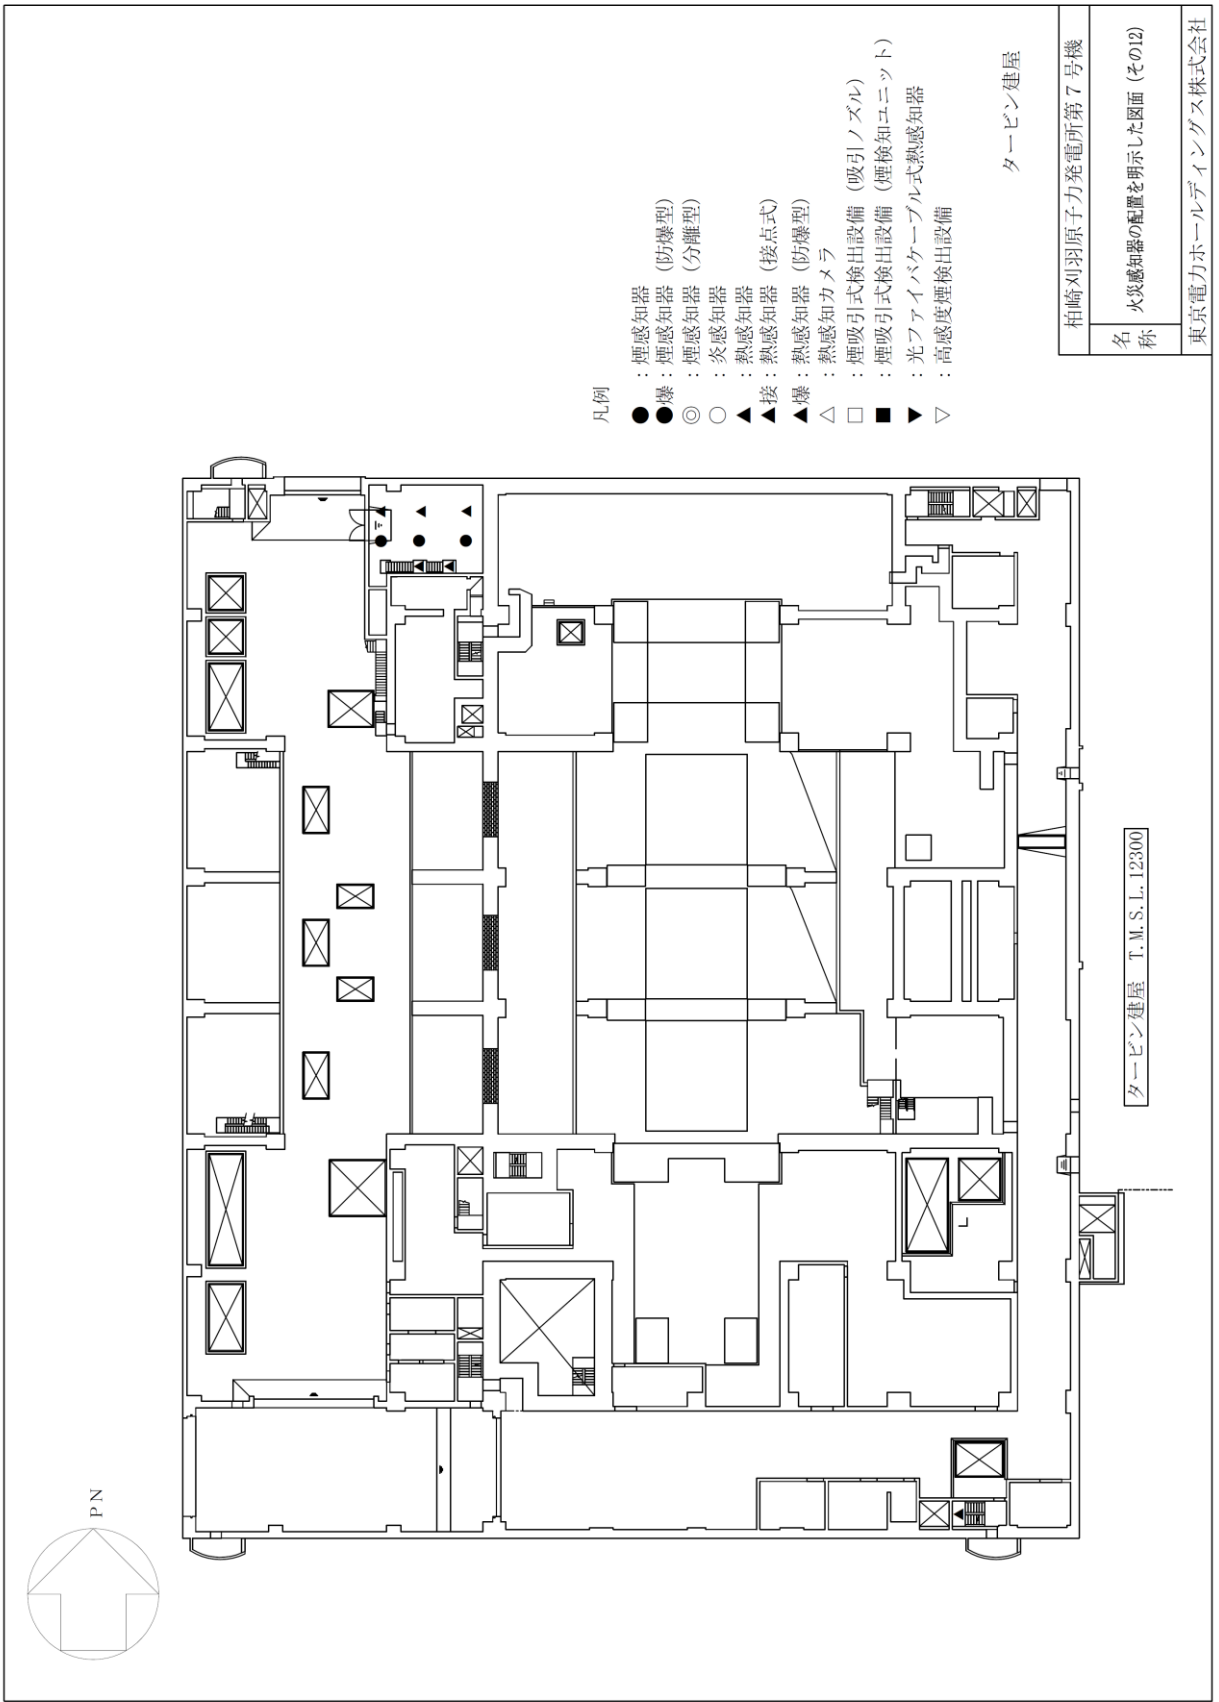 PN
凡例
●：煙感知器
●爆：煙感知器（防爆型）
◎：煙感知器（分離型）
○：炎感知器
▲：熱感知器
▲接：熱感知器（接点式）
▲爆：熱感知器（防爆型）
△：熱感知カメラ
□：煙吸引式検出設備（吸引ノズル）
■：煙吸引式検出設備（煙検知ユニット）
▼：光ファイバケーブル式熱感知器
▽：高感度煙検出設備
タービン建屋
タービン建屋 T.M.S.L.12300
柏崎刈羽原子力発電所第7号機
名称
火災感知器の配置を明示した図面（その12）
東京電力ホールディングス株式会社